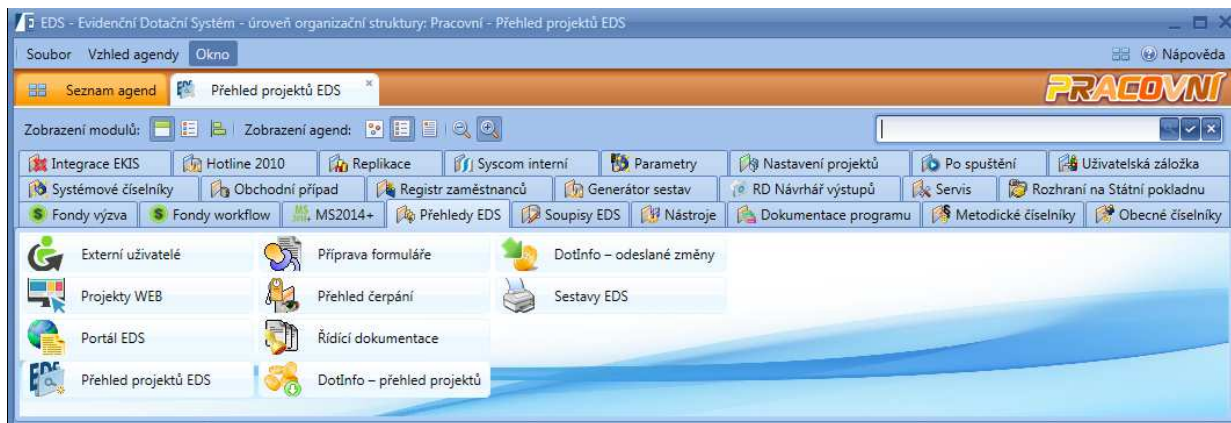 EDS - Evidenční Dotační Systém - úroveň organizační struktury: Pracovní - Přehled projektů EDS
Soubor Vzhled agendy Okno Nápověda
Seznam agend Přehled projektů EDS PRACOVNÍ
Zobrazení modulů: Zobrazení agend:
Integrace EKIS Hotline 2010 Replikace Syscom interní Parametry Nastavení projektů Po spuštění Uživatelská záložka
Systémové číselníky Obchodní případ Registr zaměstnanců Generátor sestav RD Návrhář výstupů Servis Rozhraní na Státní pokladnu
Fondy výzva Fondy workflow MS2014+ Přehledy EDS Soupisy EDS Nástroje Dokumentace programu Metodické číselníky Obecné číselníky
Externí uživatelé Příprava formuláře DotInfo – odeslané změny
Projekty WEB Přehled čerpání Sestavy EDS
Portál EDS Řídící dokumentace
Přehled projektů EDS DotInfo – přehled projektů